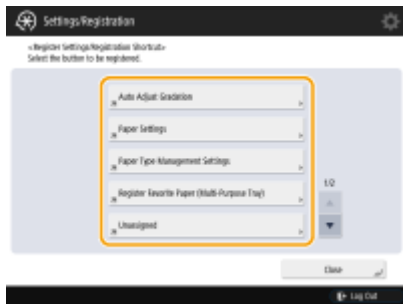 Settings/Registration
<Register Settings/Registration Shortcut>
Select the button to be registered.
Auto Adjust Gradation
Paper Settings
Paper Type Management Settings
Register Favorite Paper (Multi-Purpose Tray)
Unassigned
1/2
Close
Log Out